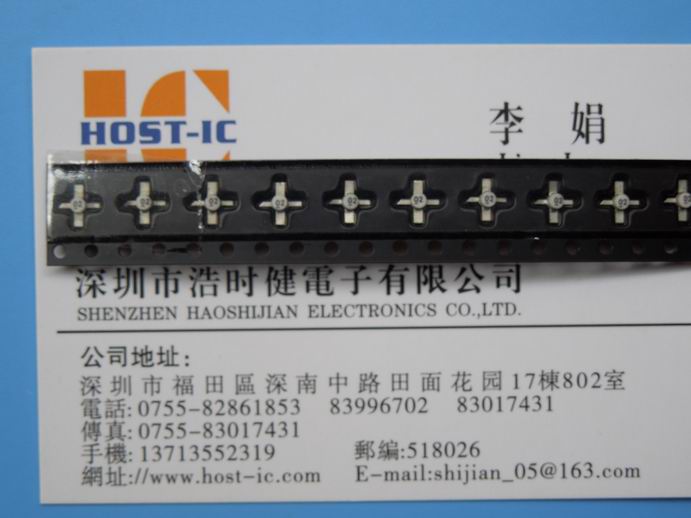 HOST-IC
李 娟
深圳市浩时健電子有限公司
SHENZHEN HAOSHIJIAN ELECTRONICS CO.,LTD.
公司地址:
深圳市福田區深南中路田面花园17棟802室
電話: 0755-82861853 83996702 83017431
傳真: 0755-83017431
手機: 13713552319 郵編:518026
網址://www.host-ic.com E-mail:shijian_05@163.com